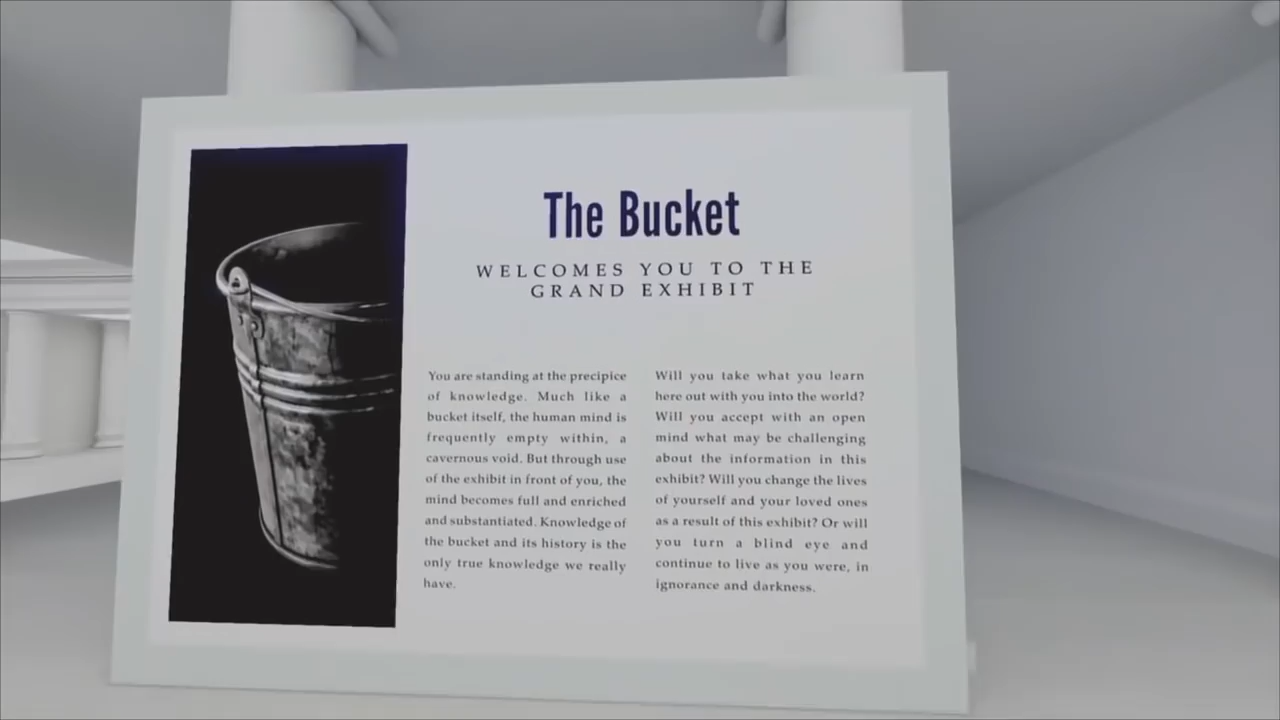 The Bucket
WELCOMES YOU TO THE
GRAND EXHIBIT
You are standing at the precipice
of knowledge. Much like a
bucket itself, the human mind is
frequently empty within, a
cavernous void. But through use
of the exhibit in front of you, the
mind becomes full and enriched
and substantiated. Knowledge of
the bucket and its history is the
only true knowledge we really
have.
Will you take what you learn
here out with you into the world?
Will you accept with an open
mind what may be challenging
about the information in this
exhibit? Will you change the lives
of yourself and your loved ones
as a result of this exhibit? Or will
you turn a blind eye and
continue to live as you were, in
ignorance and darkness.